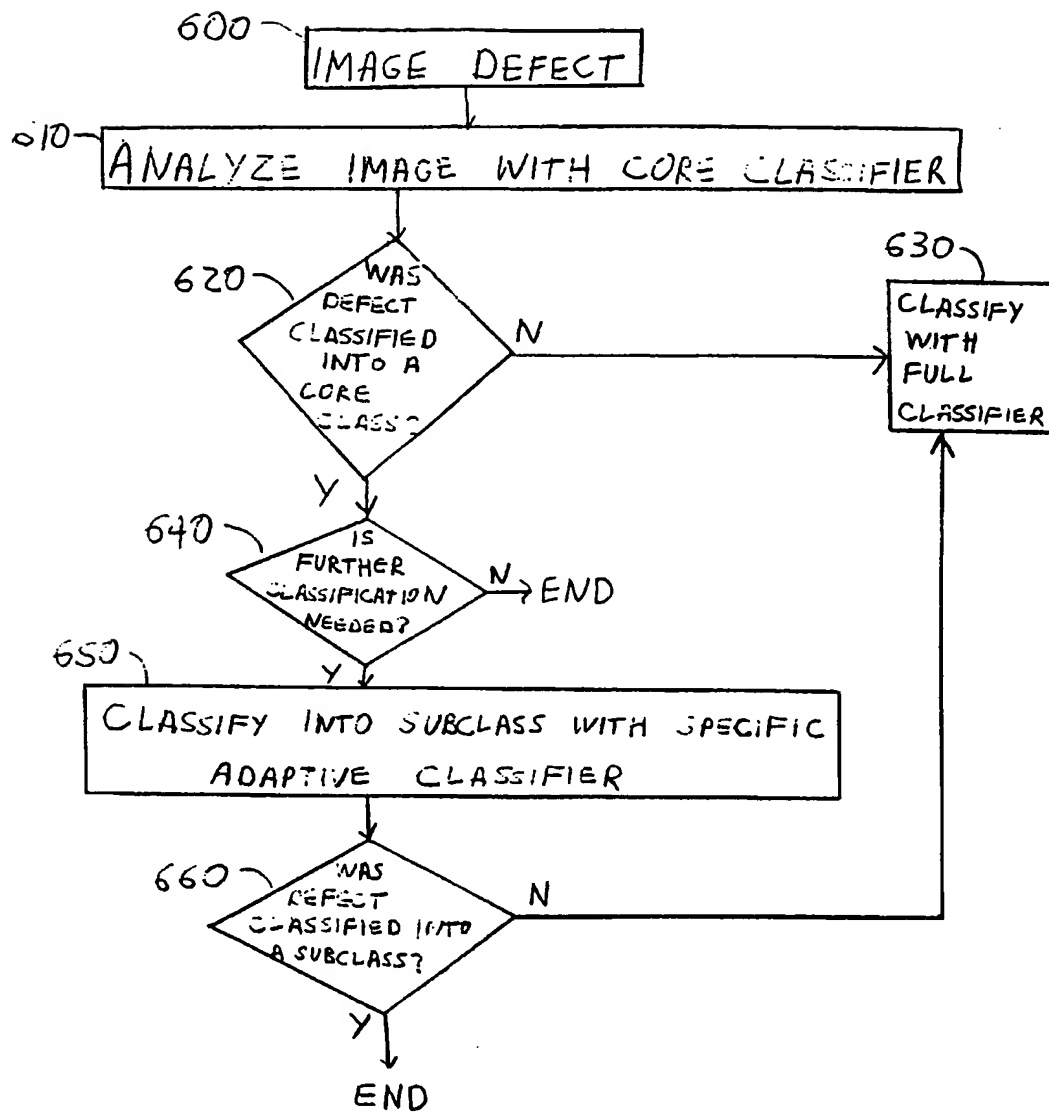 600
IMAGE DEFECT
610
ANALYZE IMAGE WITH CORE CLASSIFIER
620
WAS
DEFECT
CLASSIFIED
INTO A
CORE
CLASS?
N
630
CLASSIFY
WITH
FULL
CLASSIFIER
Y
640
IS
FURTHER
CLASSIFICATION
NEEDED?
N
END
Y
650
CLASSIFY INTO SUBCLASS WITH SPECIFIC
ADAPTIVE CLASSIFIER
660
WAS
DEFECT
CLASSIFIED INTO
A SUBCLASS?
N
Y
END